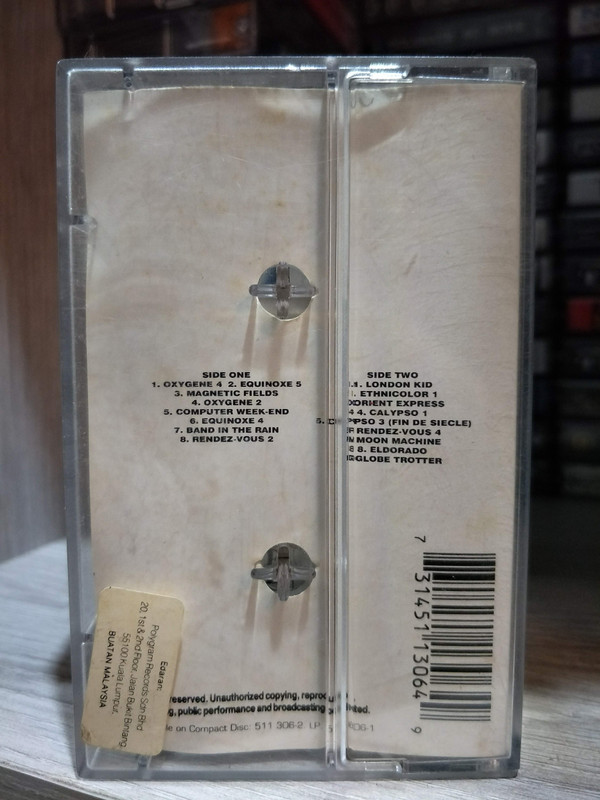 SIDE ONE
1. OXYGENE 4 2. EQUINOXE 5
3. MAGNETIC FIELDS
4. OXYGENE 2
5. COMPUTER WEEK-END
6. EQUINOXE 4
7. BAND IN THE RAIN
8. RENDEZ-VOUS 2
SIDE TWO
1. LONDON KID
ETHNICOLOR 1
ORIENT EXPRESS
4. CALYPSO 1
5. (FIN DE SIECLE)
RENDEZ-VOUS 4
MOON MACHINE
8. ELDORADO
GLOBE TROTTER
7 31451 13064 9
Edaran:
Polygram Records Sdn Bhd
20, 1st & 2nd Floor, Jalan Bukit Bintang,
55100 Kuala Lumpur,
BUATAN MALAYSIA
reserved. Unauthorized copying,
public performance and broadcasting
on Compact Disc: 511 306-2. LP